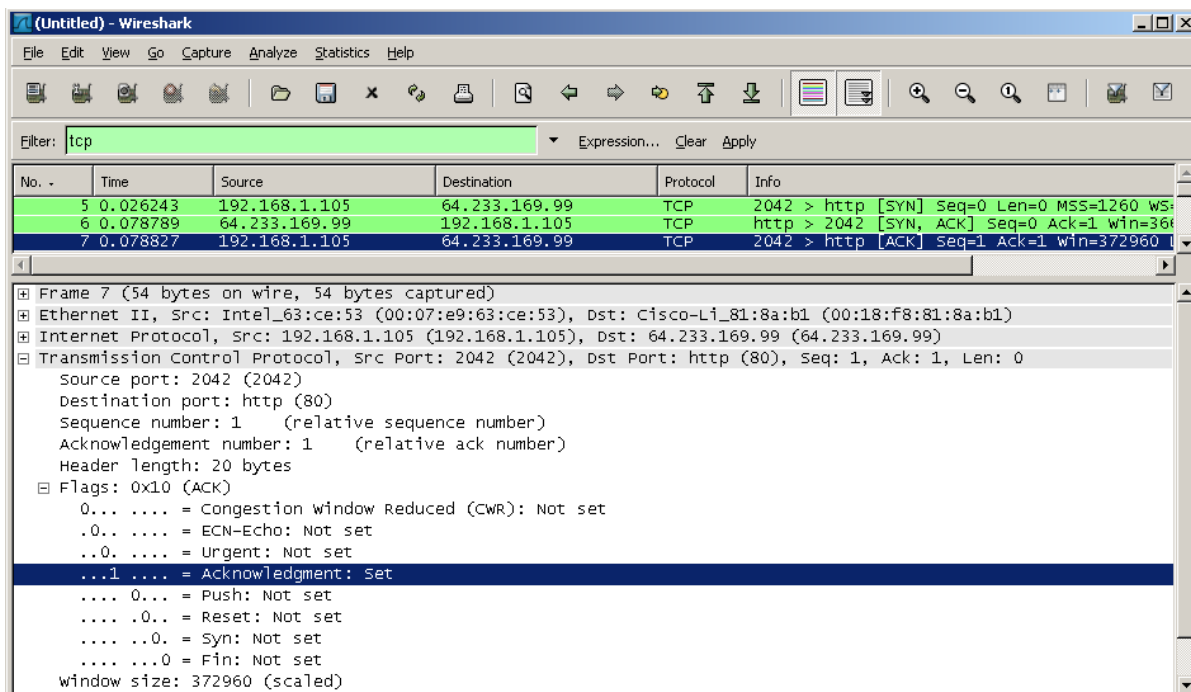 (Untitled) - Wireshark
File Edit View Go Capture Analyze Statistics Help
Filter: tcp Expression... Clear Apply
No. . Time Source Destination Protocol Info
5 0.026243 192.168.1.105 64.233.169.99 TCP 2042 > http [SYN] Seq=0 Len=0 MSS=1260 WS=
6 0.078789 64.233.169.99 192.168.1.105 TCP http > 2042 [SYN, ACK] Seq=0 Ack=1 Win=366
7 0.078827 192.168.1.105 64.233.169.99 TCP 2042 > http [ACK] Seq=1 Ack=1 Win=372960 L
Frame 7 (54 bytes on wire, 54 bytes captured)
Ethernet II, Src: Intel_63:ce:53 (00:07:e9:63:ce:53), Dst: Cisco-Li_81:8a:b1 (00:18:f8:81:8a:b1)
Internet Protocol, Src: 192.168.1.105 (192.168.1.105), Dst: 64.233.169.99 (64.233.169.99)
Transmission Control Protocol, Src Port: 2042 (2042), Dst Port: http (80), Seq: 1, Ack: 1, Len: 0
Source port: 2042 (2042)
Destination port: http (80)
Sequence number: 1 (relative sequence number)
Acknowledgement number: 1 (relative ack number)
Header length: 20 bytes
Flags: 0x10 (ACK)
0... .... = Congestion Window Reduced (CWR): Not set
.0.. .... = ECN-Echo: Not set
..0. .... = Urgent: Not set
...1 .... = Acknowledgment: Set
.... 0... = Push: Not set
.... .0.. = Reset: Not set
.... ..0. = Syn: Not set
.... ...0 = Fin: Not set
Window size: 372960 (scaled)